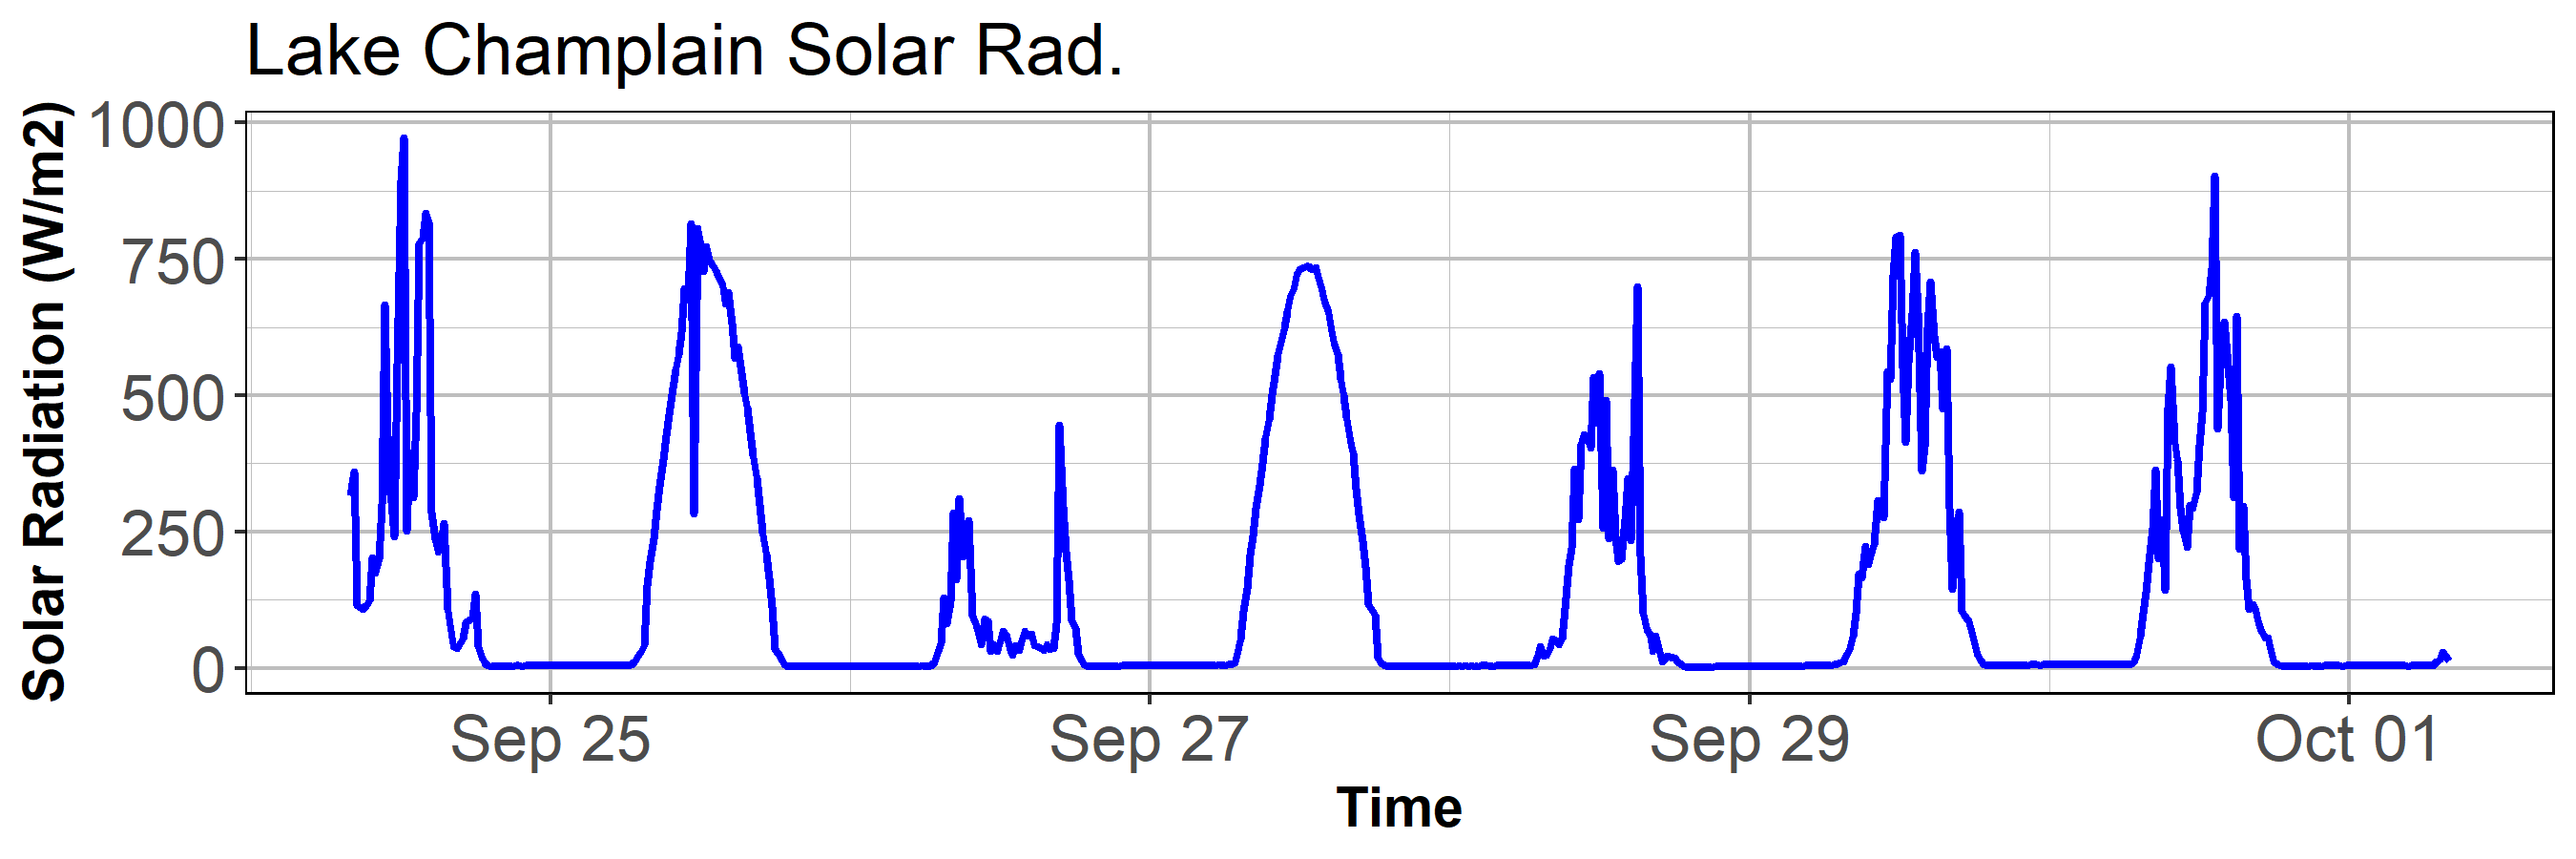 Lake Champlain Solar Rad.
Solar Radiation (W/m2)
1000
750
500
250
0
Sep 25
Sep 27
Sep 29
Oct 01
Time